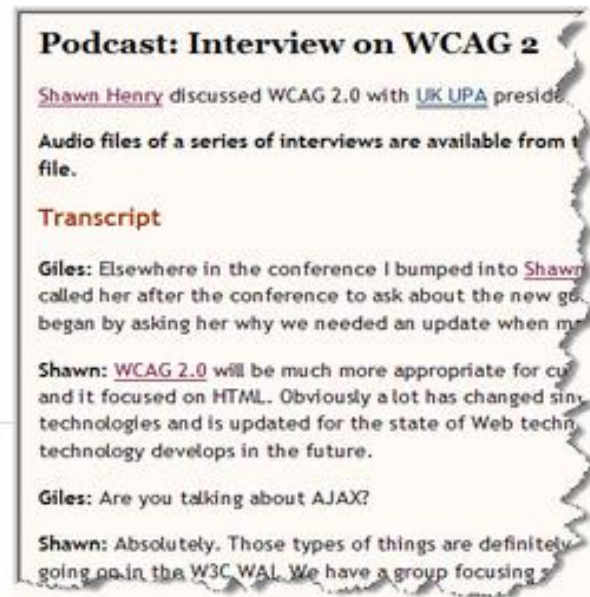 Podcast: Interview on WCAG 2
Shawn Henry discussed WCAG 2.0 with UK UPA
Audio files of a series of interviews are available from
file.
Transcript
Giles: Elsewhere in the conference I bumped into Shawn
called her after the conference to ask about the new
began by asking her why we needed an update when
Shawn: WCAG 2.0 will be much more appropriate for
and it focused on HTML. Obviously a lot has changed
technologies and is updated for the state of Web
technology develops in the future.
Giles: Are you talking about AJAX?
Shawn: Absolutely. Those types of things are definitely
going on in the W3C WAI. We have a group focusing